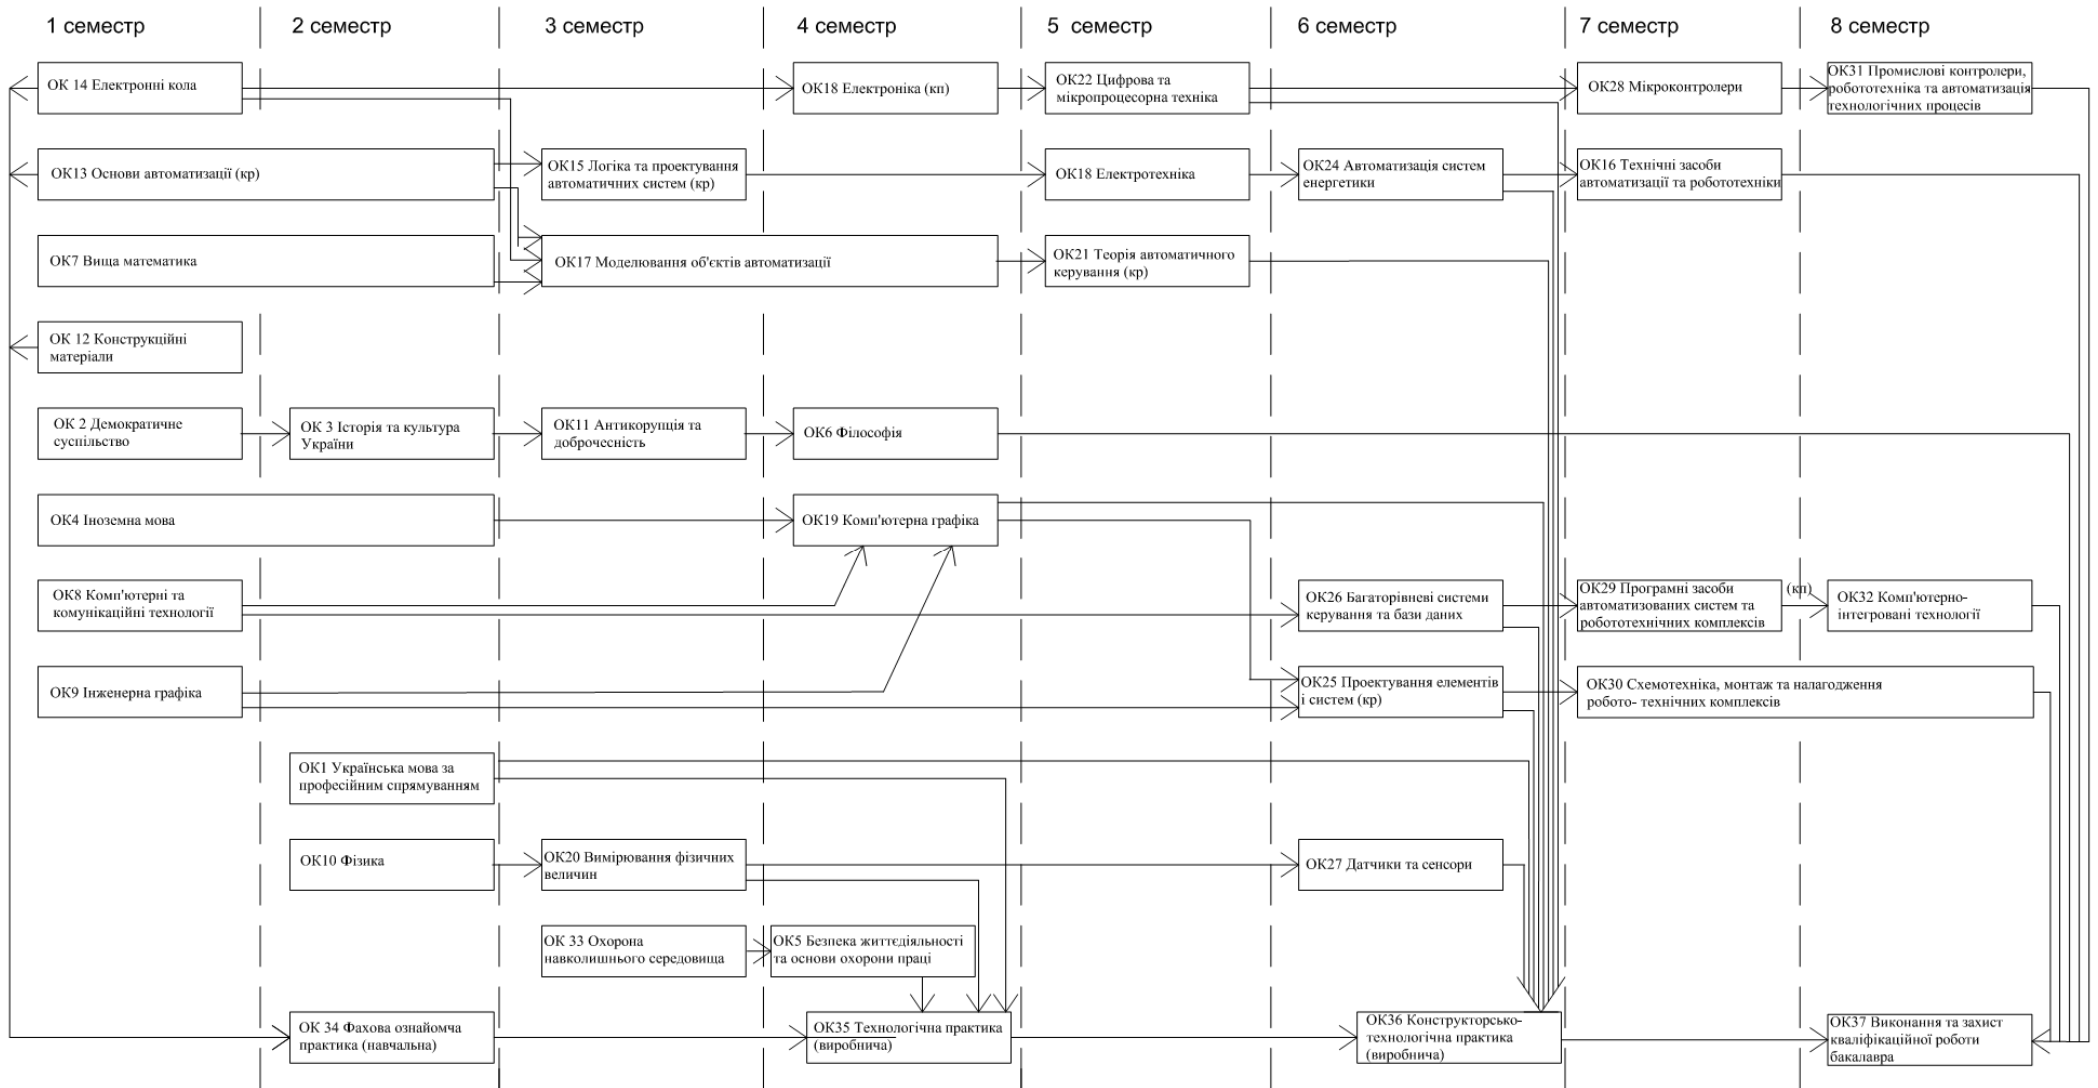 1 семестр
2 семестр
3 семестр
4 семестр
5 семестр
6 семестр
7 семестр
8 семестр
ОК 14 Електронні кола
ОК18 Електроніка (кп)
ОК22 Цифрова та
мікропроцесорна техніка
ОК28 Мікроконтролери
ОК31 Промислові контролери,
робототехніка та автоматизація
технологічних процесів
ОК13 Основи автоматизації (кр)
ОК15 Логіка та проектування
автоматичних систем (кр)
ОК18 Електротехніка
ОК24 Автоматизація систем
енергетики
ОК16 Технічні засоби
автоматизації та робототехніки
ОК7 Вища математика
ОК17 Моделювання об'єктів автоматизації
ОК21 Теорія автоматичного
керування (кр)
ОК 12 Конструкційні
матеріали
ОК 2 Демократичне
суспільство
ОК 3 Історія та культура
України
ОК11 Антикорупція та
доброчесність
ОК6 Філософія
ОК4 Іноземна мова
ОК19 Комп'ютерна графіка
ОК8 Комп'ютерні та
комунікаційні технології
ОК26 Багаторівневі системи
керування та бази даних
ОК29 Програмні засоби
автоматизованих систем та
робототехнічних комплексів
(кп)
ОК32 Комп'ютерно-
інтегровані технології
ОК9 Інженерна графіка
ОК25 Проектування елементів
і систем (кр)
ОК30 Схемотехніка, монтаж та налагодження
робото- технічних комплексів
ОК1 Українська мова за
професійним спрямуванням
ОК10 Фізика
ОК20 Вимірювання фізичних
величин
ОК27 Датчики та сенсори
ОК 33 Охорона
навколишнього середовища
ОК5 Безпека життєдіяльності
та основи охорони праці
ОК 34 Фахова ознайомча
практика (навчальна)
ОК35 Технологічна практика
(виробнича)
ОК36 Конструкторсько-
технологічна практика
(виробнича)
ОК37 Виконання та захист
кваліфікаційної роботи
бакалавра